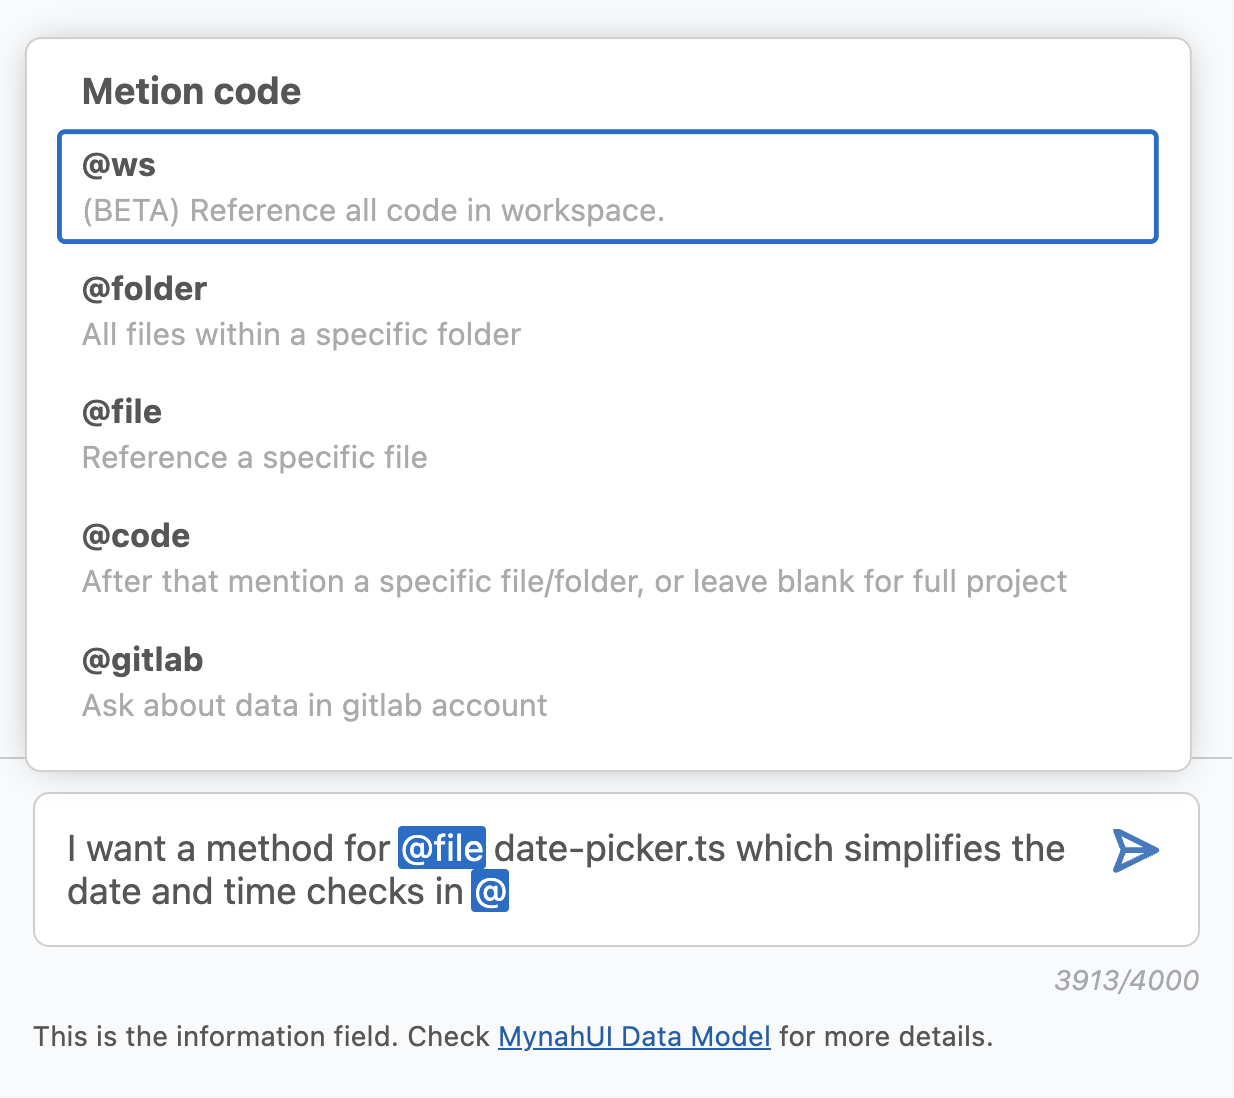 Metion code
@ws
(BETA) Reference all code in workspace.
@folder
All files within a specific folder
@file
Reference a specific file
@code
After that mention a specific file/folder, or leave blank for full project
@gitlab
Ask about data in gitlab account
I want a method for @file date-picker.ts which simplifies the
date and time checks in @
3913/4000
This is the information field. Check MynahUI Data Model for more details.